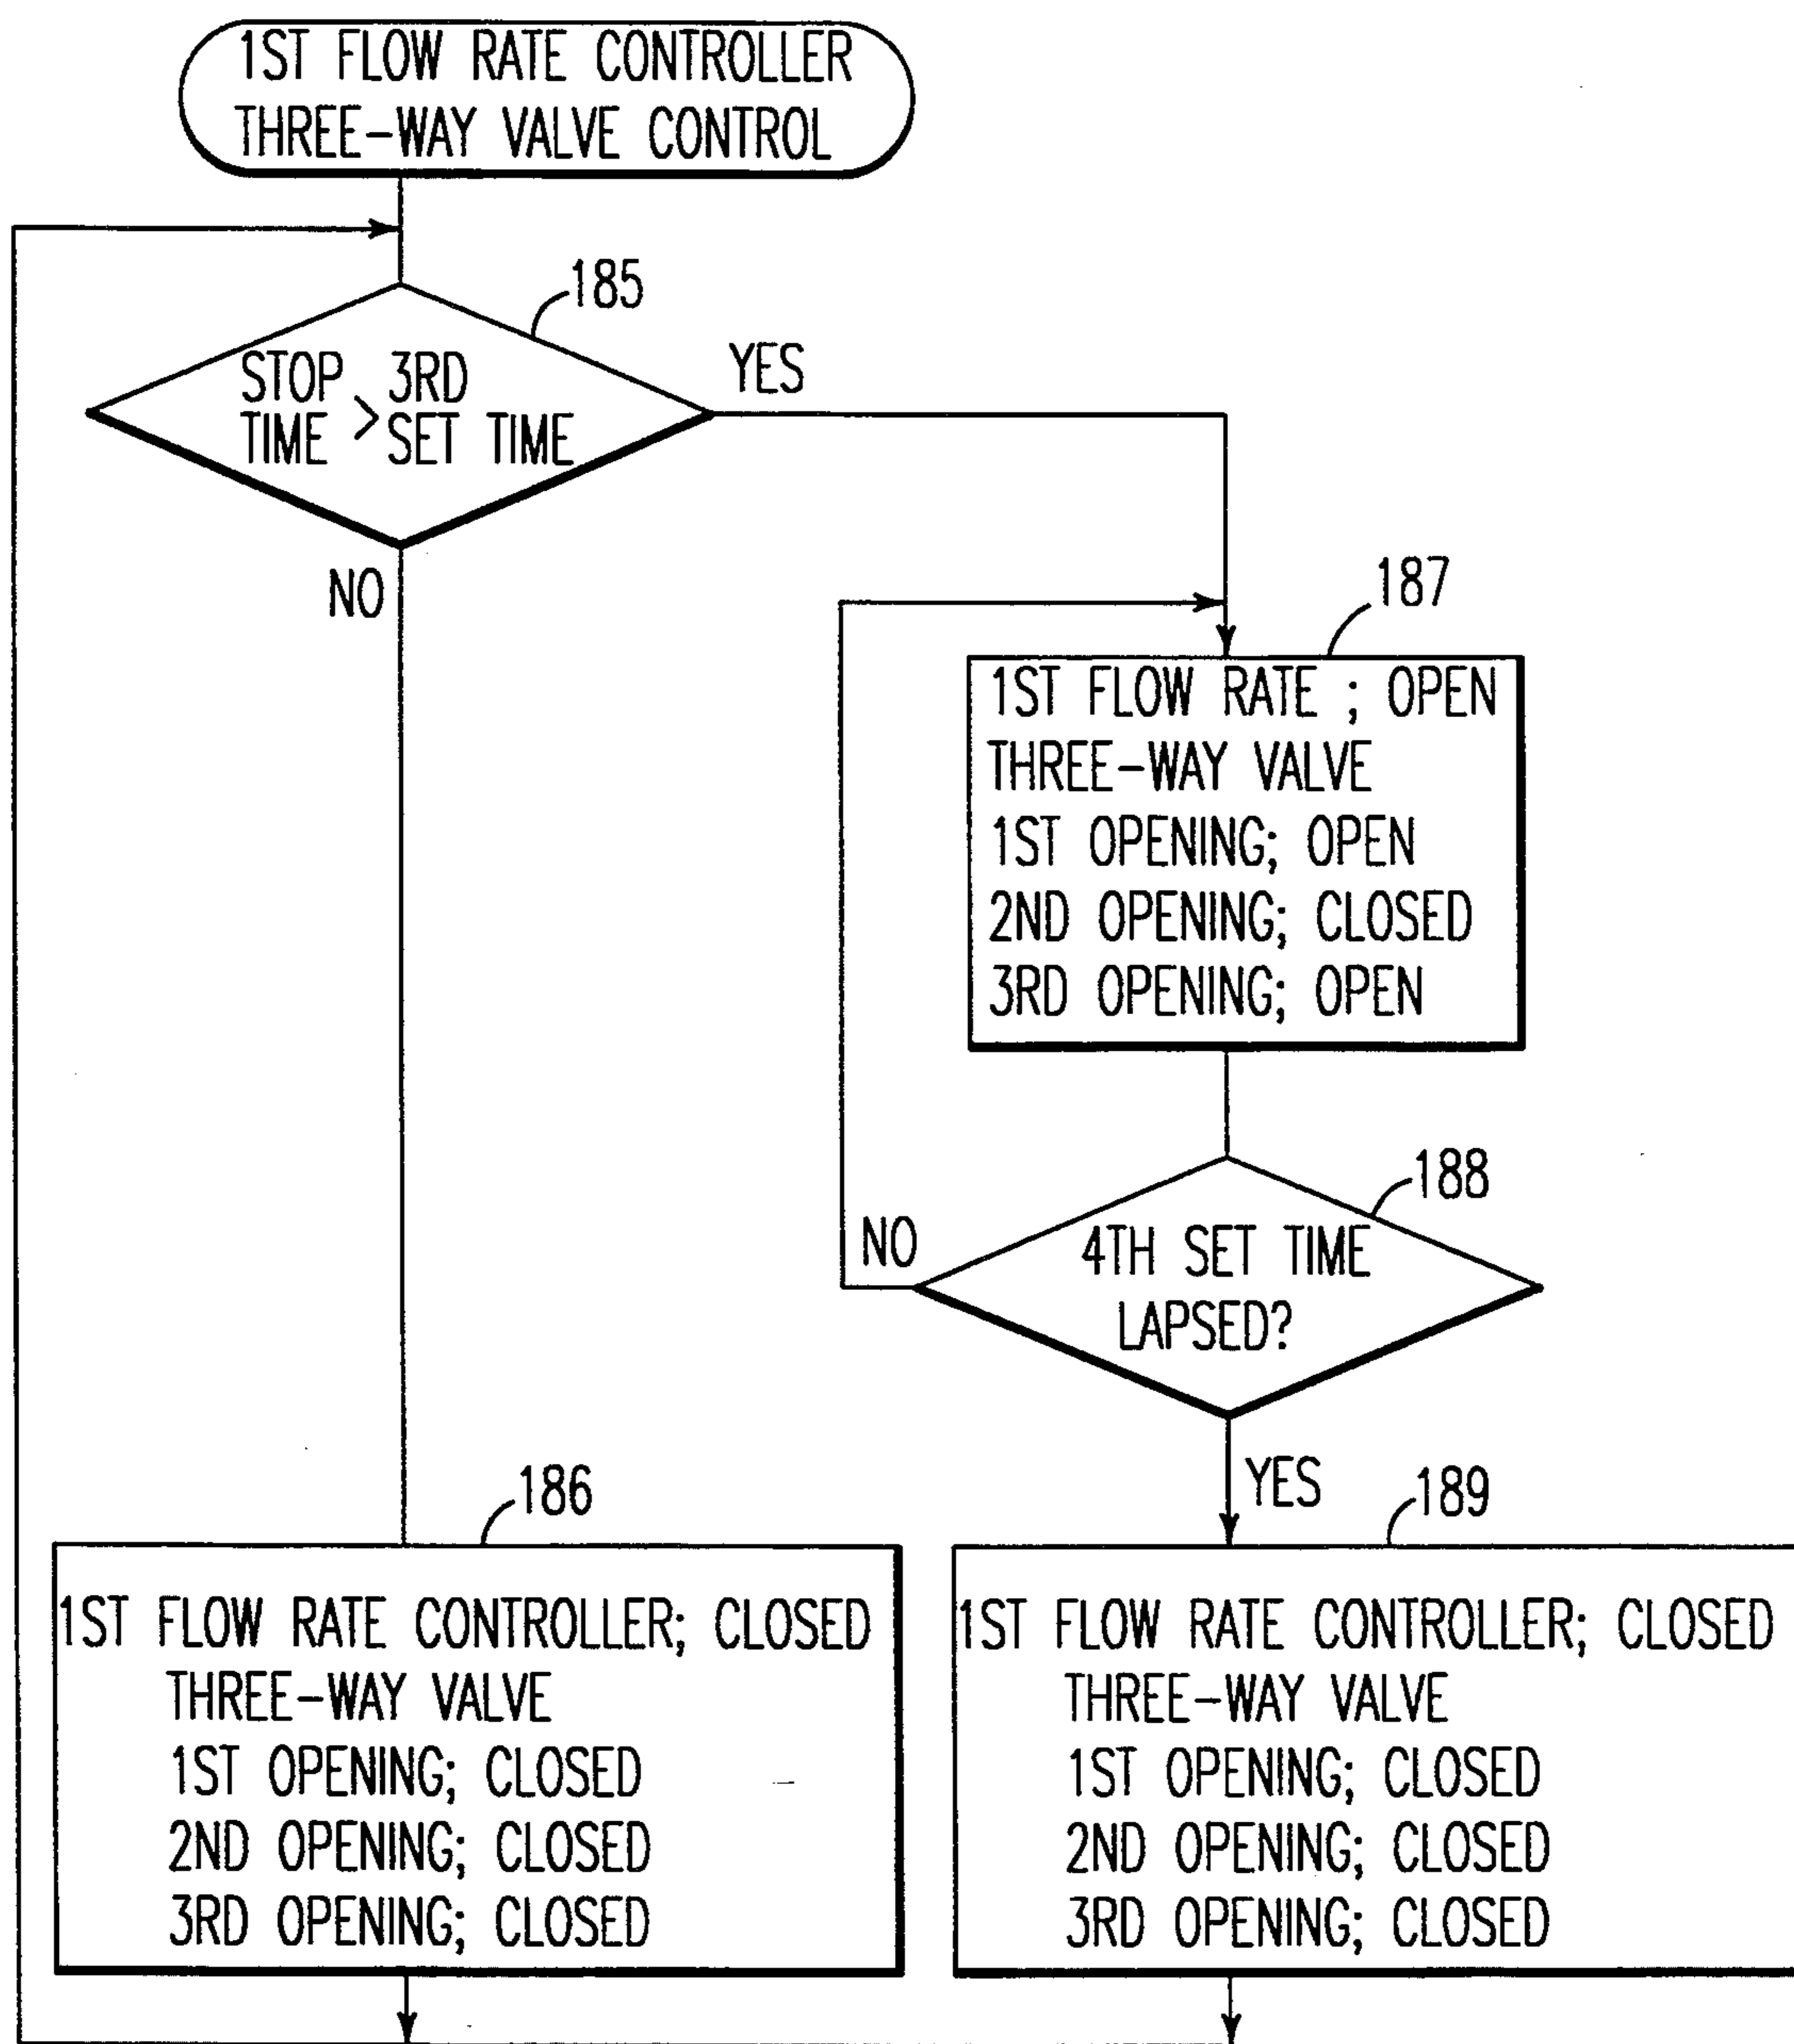 1ST FLOW RATE CONTROLLER
THREE-WAY VALVE CONTROL
185
STOP TIME > 3RD SET TIME
YES
NO
187
1ST FLOW RATE ; OPEN
THREE-WAY VALVE
1ST OPENING; OPEN
2ND OPENING; CLOSED
3RD OPENING; OPEN
188
NO
4TH SET TIME
LAPSED?
YES
186
1ST FLOW RATE CONTROLLER; CLOSED
THREE-WAY VALVE
1ST OPENING; CLOSED
2ND OPENING; CLOSED
3RD OPENING; CLOSED
189
1ST FLOW RATE CONTROLLER; CLOSED
THREE-WAY VALVE
1ST OPENING; CLOSED
2ND OPENING; CLOSED
3RD OPENING; CLOSED